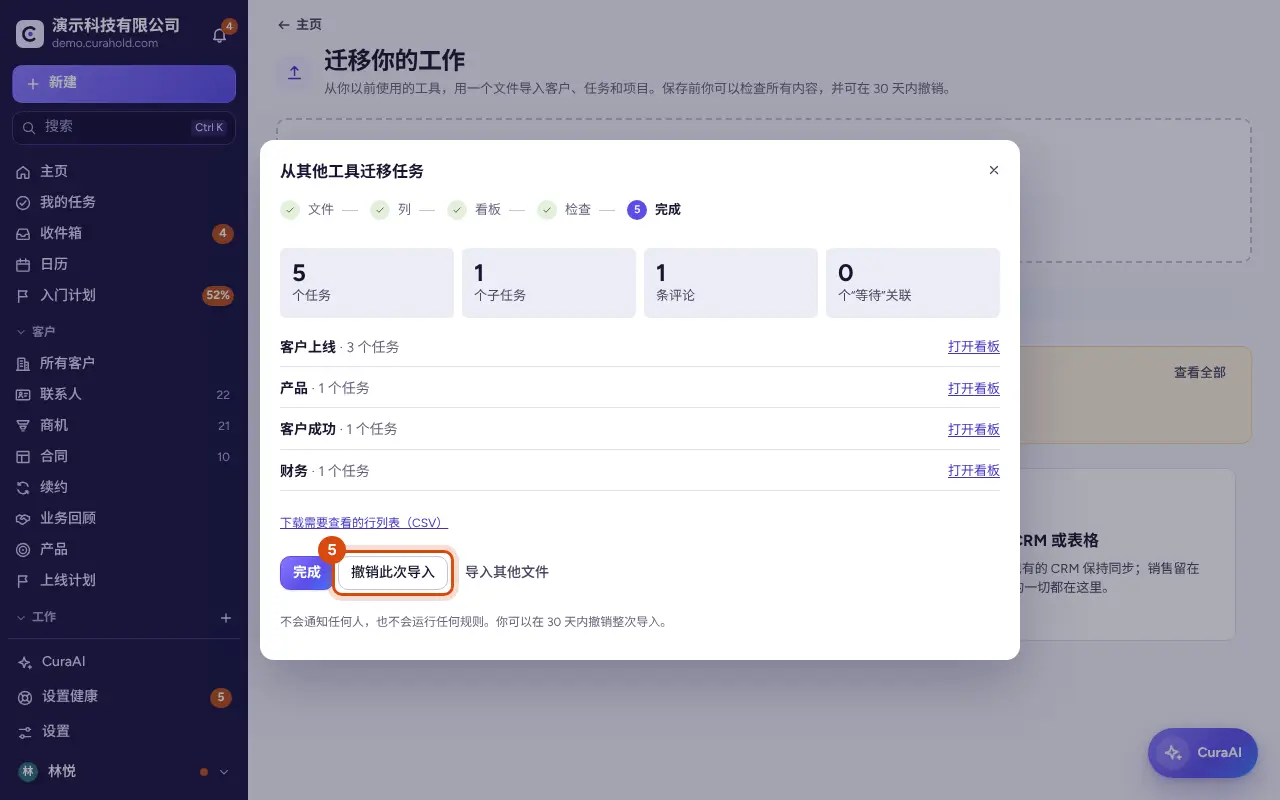 演示科技有限公司
demo.curahold.com
4
新建
搜索
Ctrl K
主页
我的任务
收件箱
4
日历
入门计划
52%
客户
所有客户
联系人
22
商机
21
合同
10
续约
业务回顾
产品
上线计划
工作
CuraAI
设置健康
5
设置
林
林悦
主页
迁移你的工作
从你以前使用的工具，用一个文件导入客户、任务和项目。保存前你可以检查所有内容，并可在 30 天内撤销。
从其他工具迁移任务
文件
列
看板
检查
5
完成
5
个任务
1
个子任务
1
条评论
0
个“等待”关联
客户上线 · 3 个任务
打开看板
产品 · 1 个任务
打开看板
客户成功 · 1 个任务
打开看板
财务 · 1 个任务
打开看板
下载需要查看的行列表（CSV）
5
完成
撤销此次导入
导入其他文件
不会通知任何人，也不会运行任何规则。你可以在 30 天内撤销整次导入。
查看全部
CRM 或表格
有的 CRM 保持同步；销售留在
一切都在这里。
CuraAI